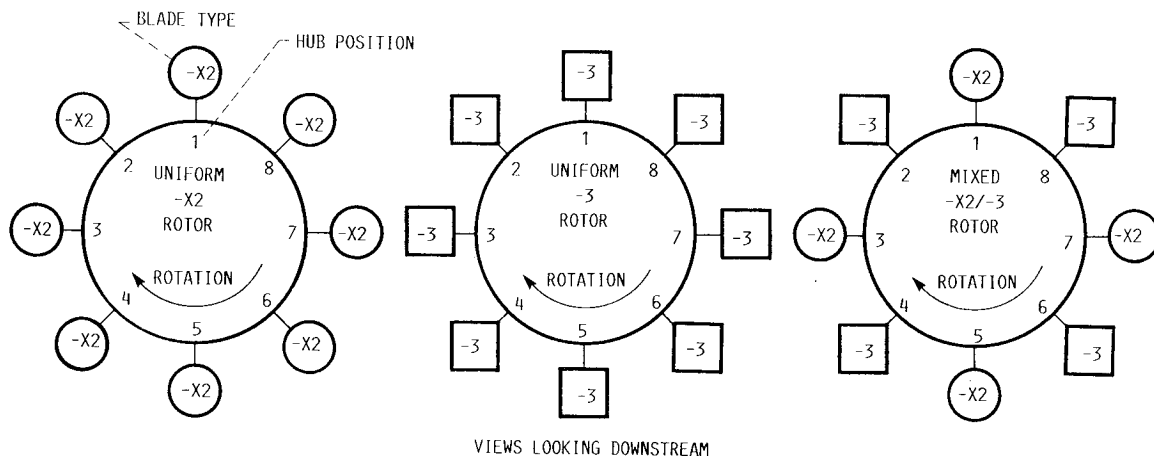 BLADE TYPE
HUB POSITION
-X2
-X2
-X2
-X2
-X2
-X2
-X2
-X2
1
2
3
4
5
6
7
8
UNIFORM
-X2
ROTOR
ROTATION
-3
-3
-3
-3
-3
-3
-3
-3
1
2
3
4
5
6
7
8
UNIFORM
-3
ROTOR
ROTATION
-X2
-3
-3
-X2
-X2
-3
-3
-X2
1
2
3
4
5
6
7
8
MIXED
-X2/-3
ROTOR
ROTATION
VIEWS LOOKING DOWNSTREAM